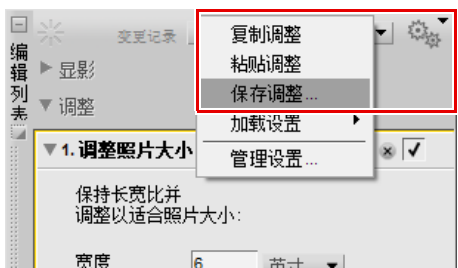 编辑列表
变更记录
显影
调整
复制调整
粘贴调整
保存调整...
加载设置
管理设置...
1. 调整照片大小
保持长宽比并
调整以适合照片大小:
宽度 6 英寸